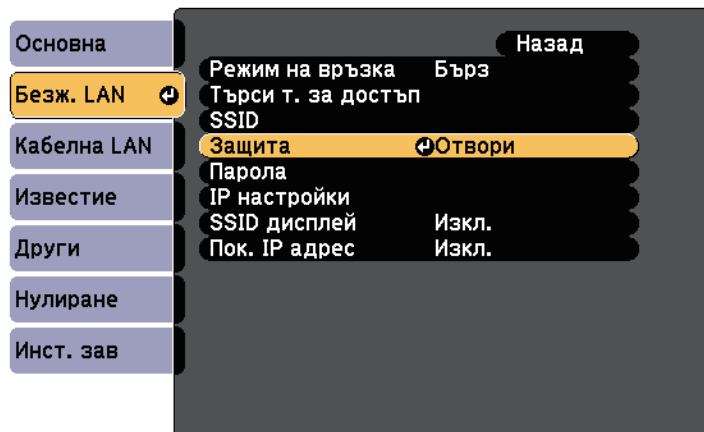 Основна
Безж. LAN
Кабелна LAN
Известие
Други
Нулиране
Инст. зав
Назад
Режим на връзка Бърз
Търси т. за достъп
SSID
Защита Отвори
Парола
IP настройки
SSID дисплей Изкл.
Пок. IP адрес Изкл.